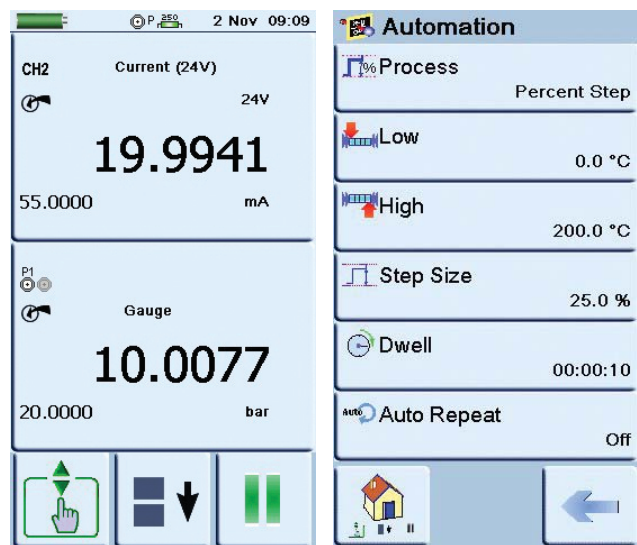 P 250 2 Nov 09:09
CH2 Current (24V)
24V
19.9941
55.0000 mA
P1
Gauge
10.0077
20.0000 bar
Automation
% Process
Percent Step
Low
0.0 °C
High
200.0 °C
Step Size
25.0 %
Dwell
00:00:10
Auto Auto Repeat
Off